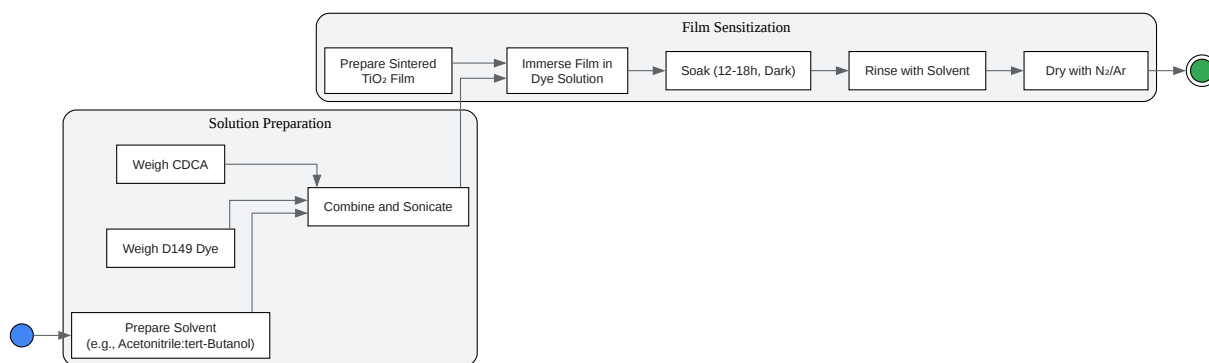 Film Sensitization
Prepare Sintered
TiO₂ Film
Immerse Film in
Dye Solution
Soak (12-18h, Dark)
Rinse with Solvent
Dry with N₂/Ar
Solution Preparation
Weigh CDCA
Combine and Sonicate
Weigh D149 Dye
Prepare Solvent
(e.g., Acetonitrile:tert-Butanol)